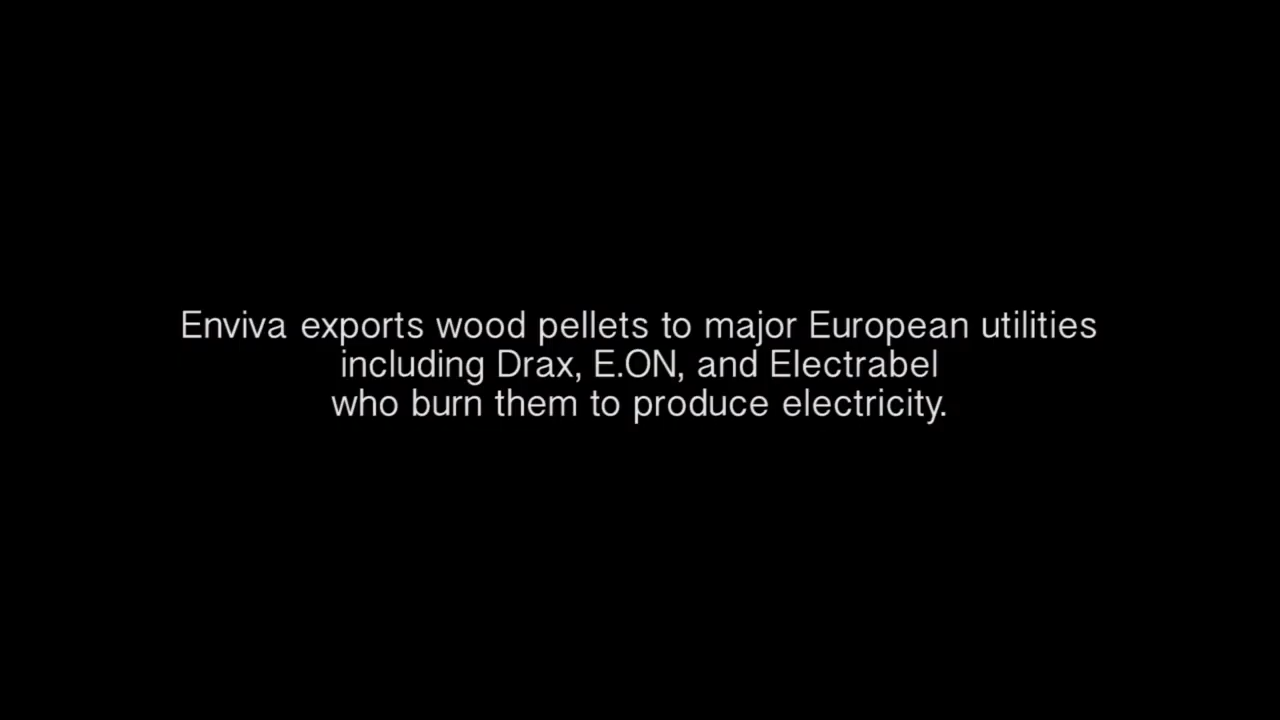 Enviva exports wood pellets to major European utilities
including Drax, E.ON, and Electrabel
who burn them to produce electricity.